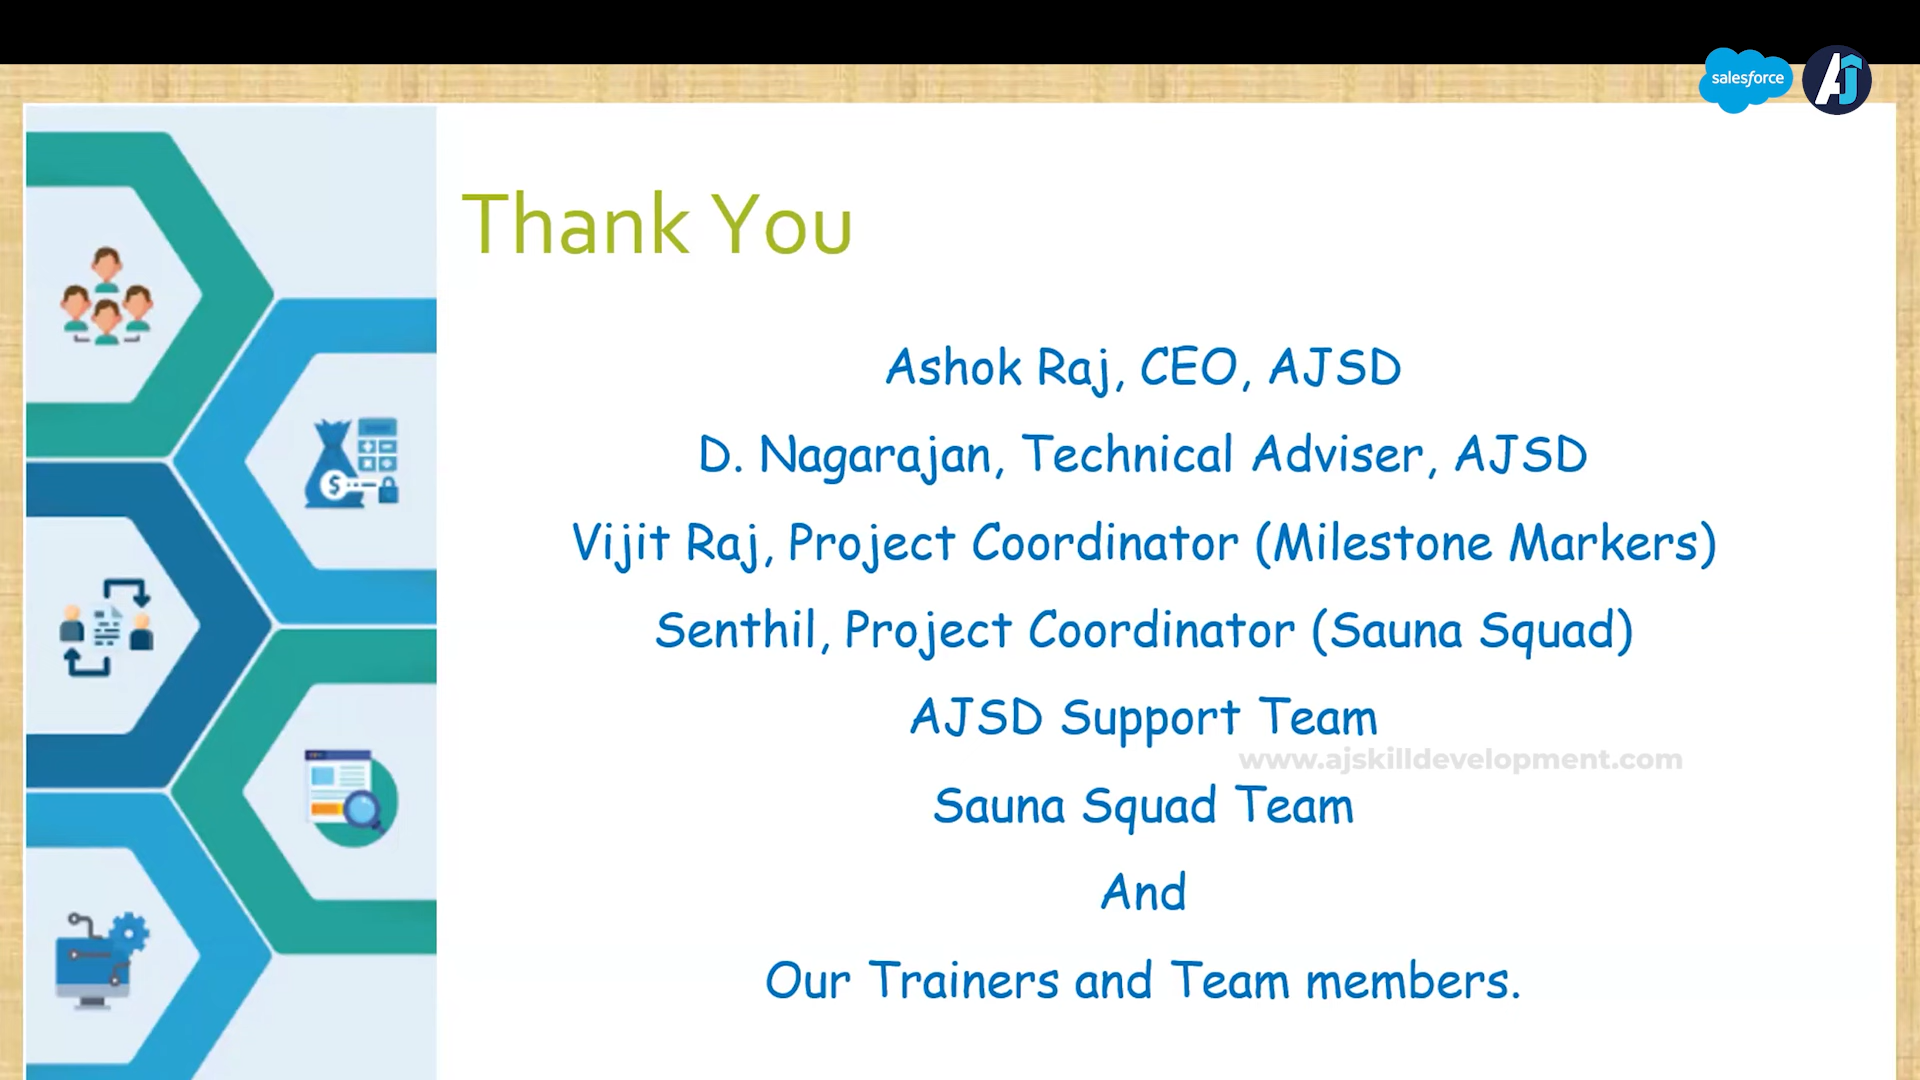 salesforce
AJ
Thank You
Ashok Raj, CEO, AJSD
D. Nagarajan, Technical Adviser, AJSD
Vijit Raj, Project Coordinator (Milestone Markers)
Senthil, Project Coordinator (Sauna Squad)
AJSD Support Team
www.ajskilldevelopment.com
Sauna Squad Team
And
Our Trainers and Team members.